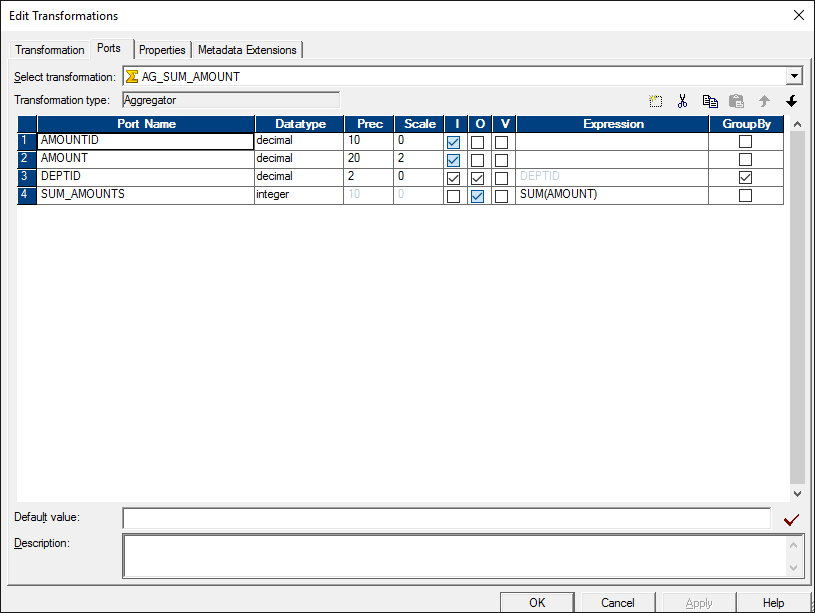 Edit Transformations
Transformation Ports Properties Metadata Extensions
Select transformation: AG_SUM_AMOUNT
Transformation type: Aggregator
Port Name Datatype Prec Scale I O V Expression GroupBy
1 AMOUNTID decimal 10 0
2 AMOUNT decimal 20 2
3 DEPTID decimal 2 0 DEPTID
4 SUM_AMOUNTS integer 10 0 SUM(AMOUNT)
Default value:
Description:
OK Cancel Apply Help